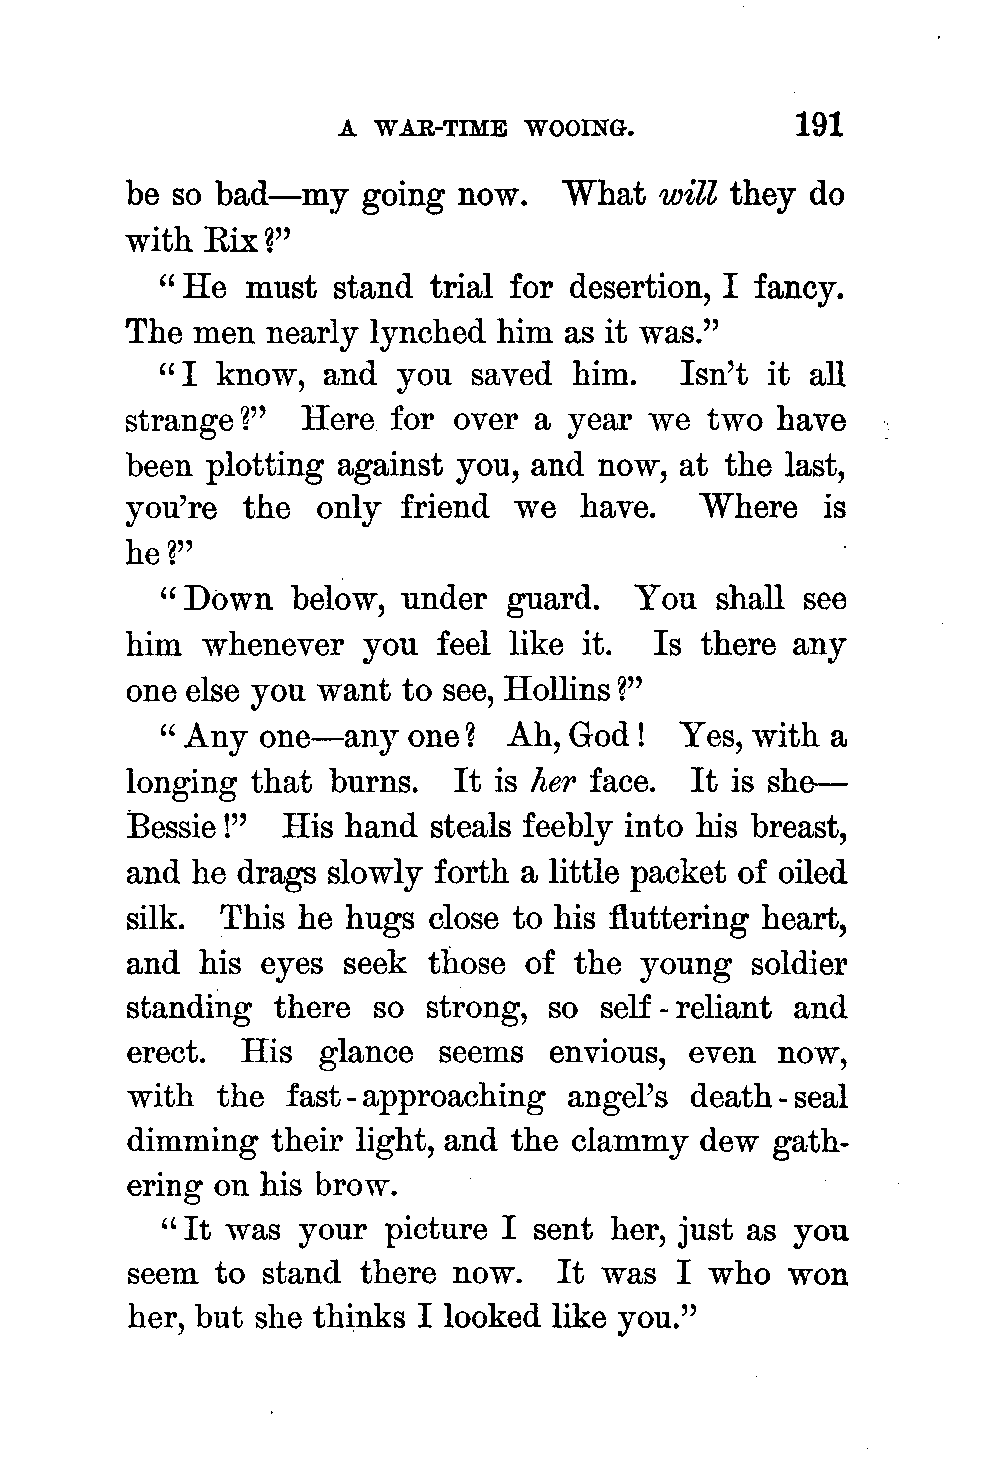 A WAR-TIME WOOING. 191
be so bad—my going now. What will they do
with Rix?"
"He must stand trial for desertion, I fancy.
The men nearly lynched him as it was."
"I know, and you saved him. Isn't it all
strange?" Here for over a year we two have
been plotting against you, and now, at the last,
you're the only friend we have. Where is
he?"
"Down below, under guard. You shall see
him whenever you feel like it. Is there any
one else you want to see, Hollins?"
"Any one—any one? Ah, God! Yes, with a
longing that burns. It is her face. It is she—
Bessie!" His hand steals feebly into his breast,
and he drags slowly forth a little packet of oiled
silk. This he hugs close to his fluttering heart,
and his eyes seek those of the young soldier
standing there so strong, so self-reliant and
erect. His glance seems envious, even now,
with the fast-approaching angel's death-seal
dimming their light, and the clammy dew gath-
ering on his brow.
"It was your picture I sent her, just as you
seem to stand there now. It was I who won
her, but she thinks I looked like you."